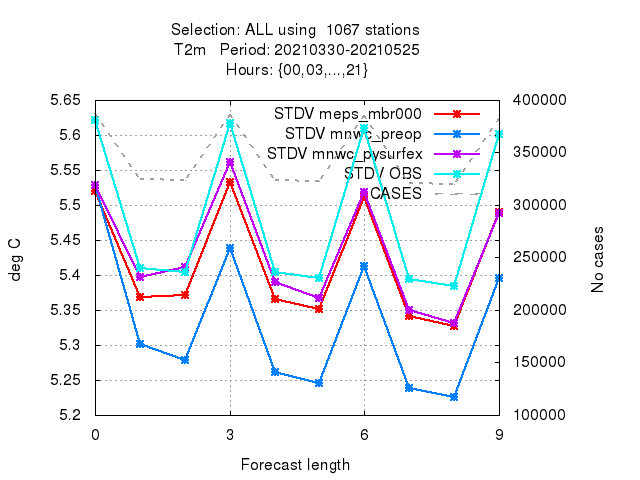 Selection: ALL using  1067 stations
T2m   Period: 20210330-20210525
Hours: {00,03,...,21}
5.65
5.6
5.55
5.5
5.45
5.4
5.35
5.3
5.25
5.2
400000
350000
300000
250000
200000
150000
100000
STDV meps_mbr000
STDV mnwc_preop
STDV mnwc_pysurfex
STDV OBS
CASES
deg C
No cases
0 3 6 9
Forecast length